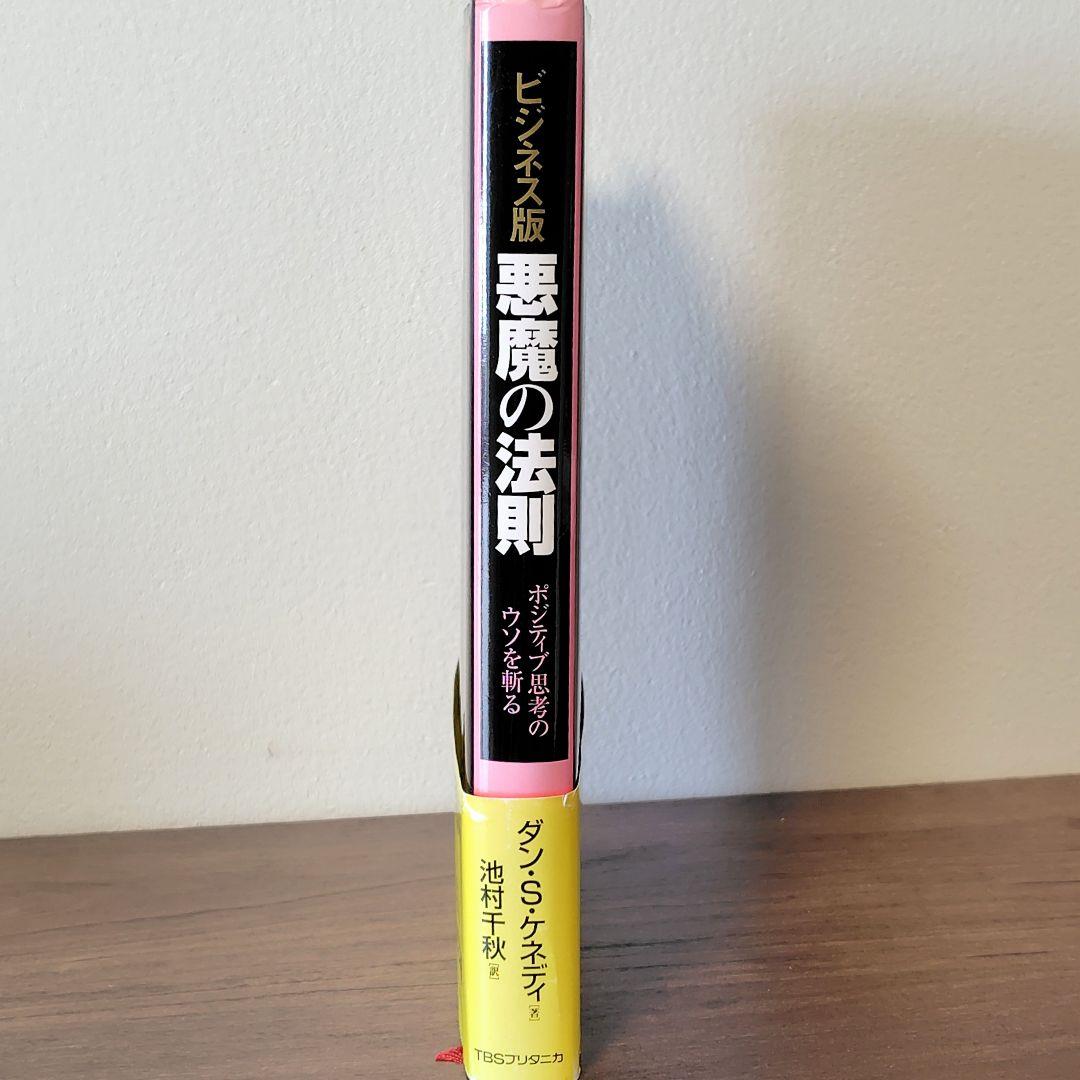 ビジネス版
悪魔の法則
ポジティブ思考の
ウソを斬る
ダン・S・ケネディ[著]
池村千秋[訳]
TBSブリタニカ